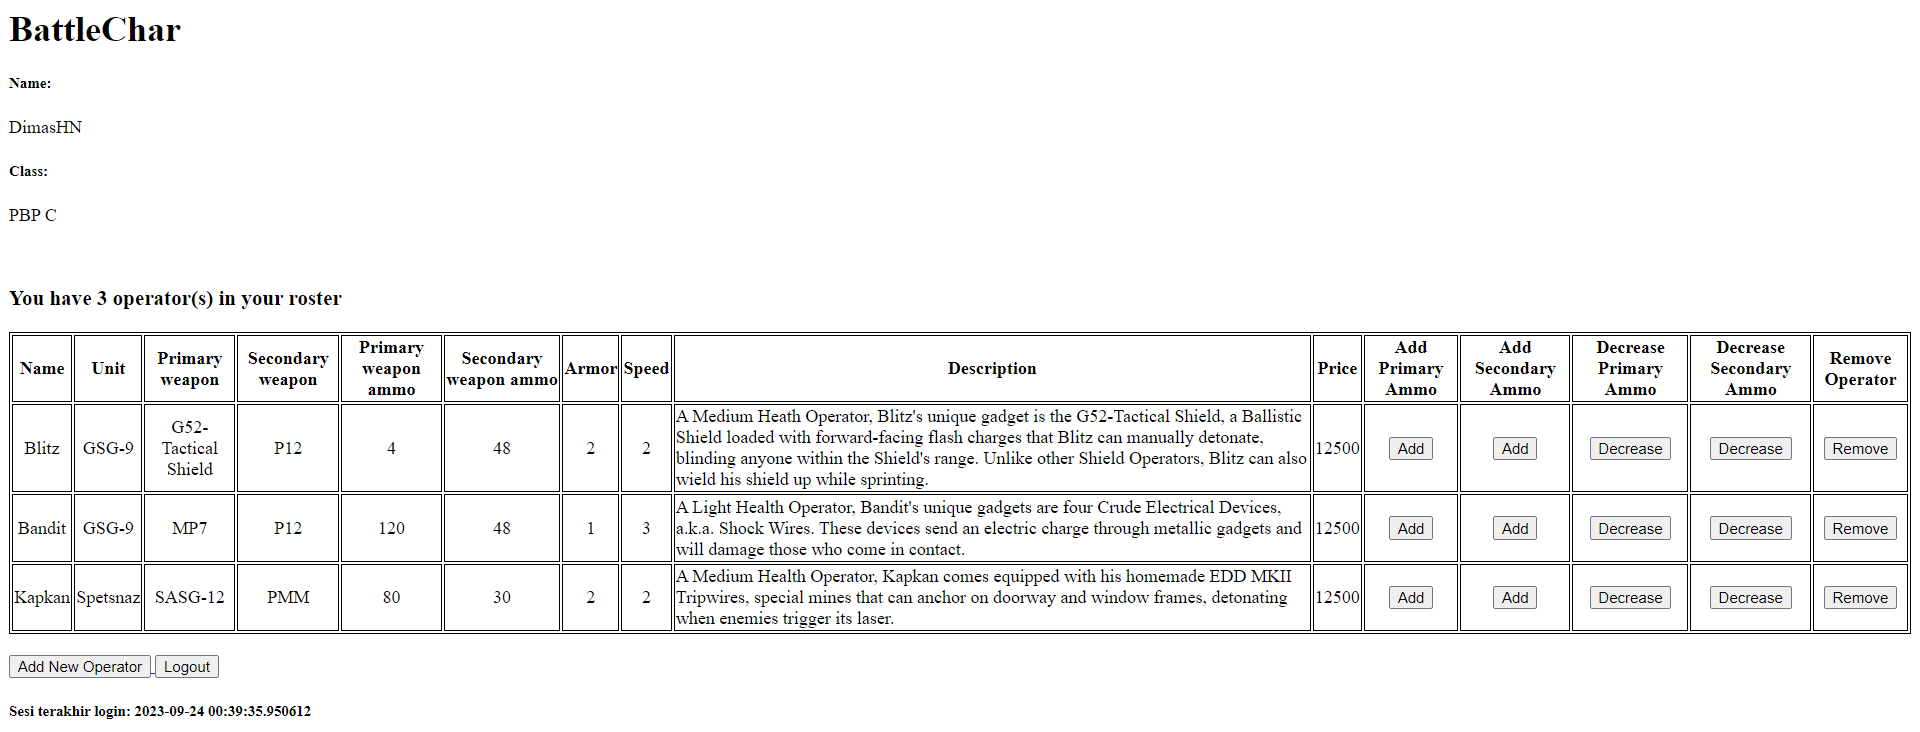 BattleChar
Name:
DimasHN
Class:
PBP C
You have 3 operator(s) in your roster
Name Unit Primary weapon Secondary weapon Primary weapon ammo Secondary weapon ammo Armor Speed Description Price Add Primary Ammo Add Secondary Ammo Decrease Primary Ammo Decrease Secondary Ammo Remove Operator
Blitz GSG-9 G52-Tactical Shield P12 4 48 2 2 A Medium Heath Operator, Blitz's unique gadget is the G52-Tactical Shield, a Ballistic
Shield loaded with forward-facing flash charges that Blitz can manually detonate,
blinding anyone within the Shield's range. Unlike other Shield Operators, Blitz can also
wield his shield up while sprinting.
12500 Add Add Decrease Decrease Remove
Bandit GSG-9 MP7 P12 120 48 1 3 A Light Health Operator, Bandit's unique gadgets are four Crude Electrical Devices,
a.k.a. Shock Wires. These devices send an electric charge through metallic gadgets and
will damage those who come in contact.
12500 Add Add Decrease Decrease Remove
Kapkan Spetsnaz SASG-12 PMM 80 30 2 2 A Medium Health Operator, Kapkan comes equipped with his homemade EDD MKII
Tripwires, special mines that can anchor on doorway and window frames, detonating
when enemies trigger its laser.
12500 Add Add Decrease Decrease Remove
Add New Operator Logout
Sesi terakhir login: 2023-09-24 00:39:35.950612